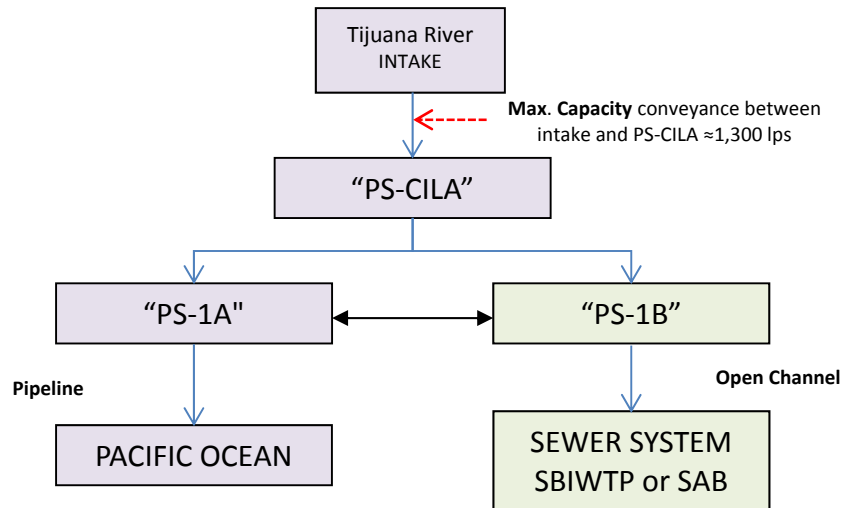 Tijuana River
INTAKE
Max. Capacity conveyance between
intake and PS-CILA ≈1,300 lps
“PS-CILA”
“PS-1A"
“PS-1B”
Pipeline
Open Channel
PACIFIC OCEAN
SEWER SYSTEM
SBIWTP or SAB